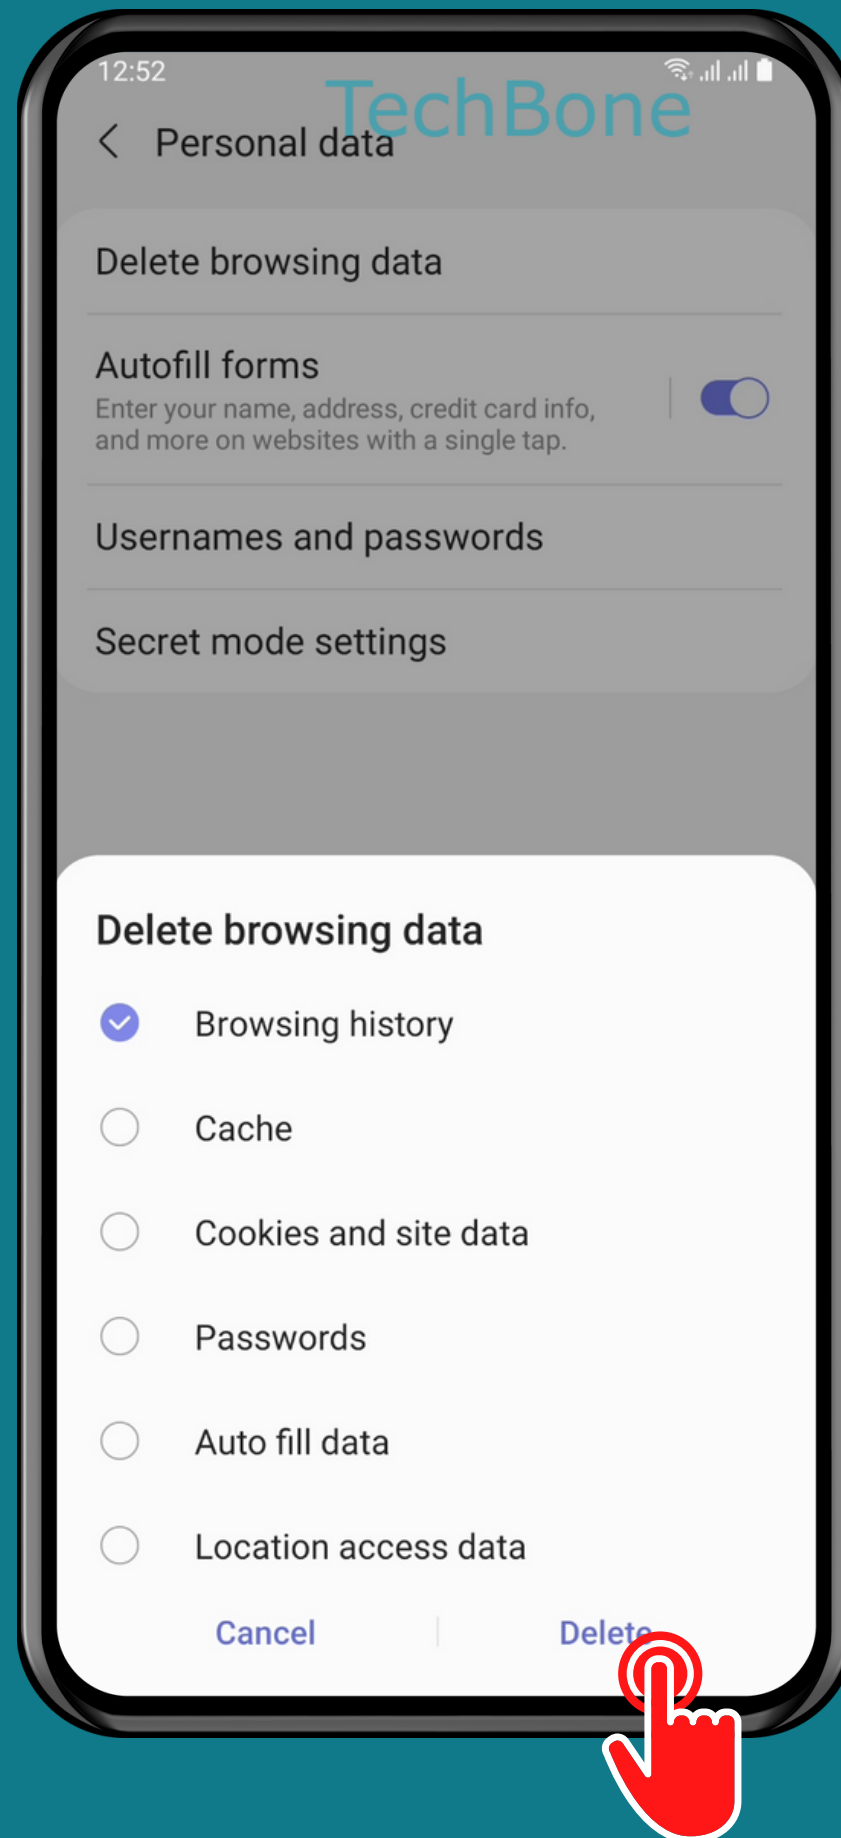 12:52
TechBone
Personal data
Delete browsing data
Autofill forms
Enter your name, address, credit card info,
and more on websites with a single tap.
Usernames and passwords
Secret mode settings
Delete browsing data
Browsing history
Cache
Cookies and site data
Passwords
Auto fill data
Location access data
Cancel
Delete